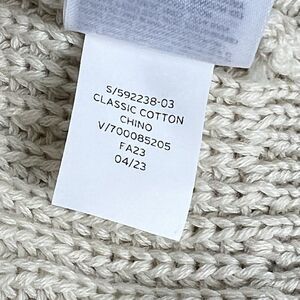 S/592238-03
CLASSIC COTTON
CHINO
V/700085205
FA23
04/23